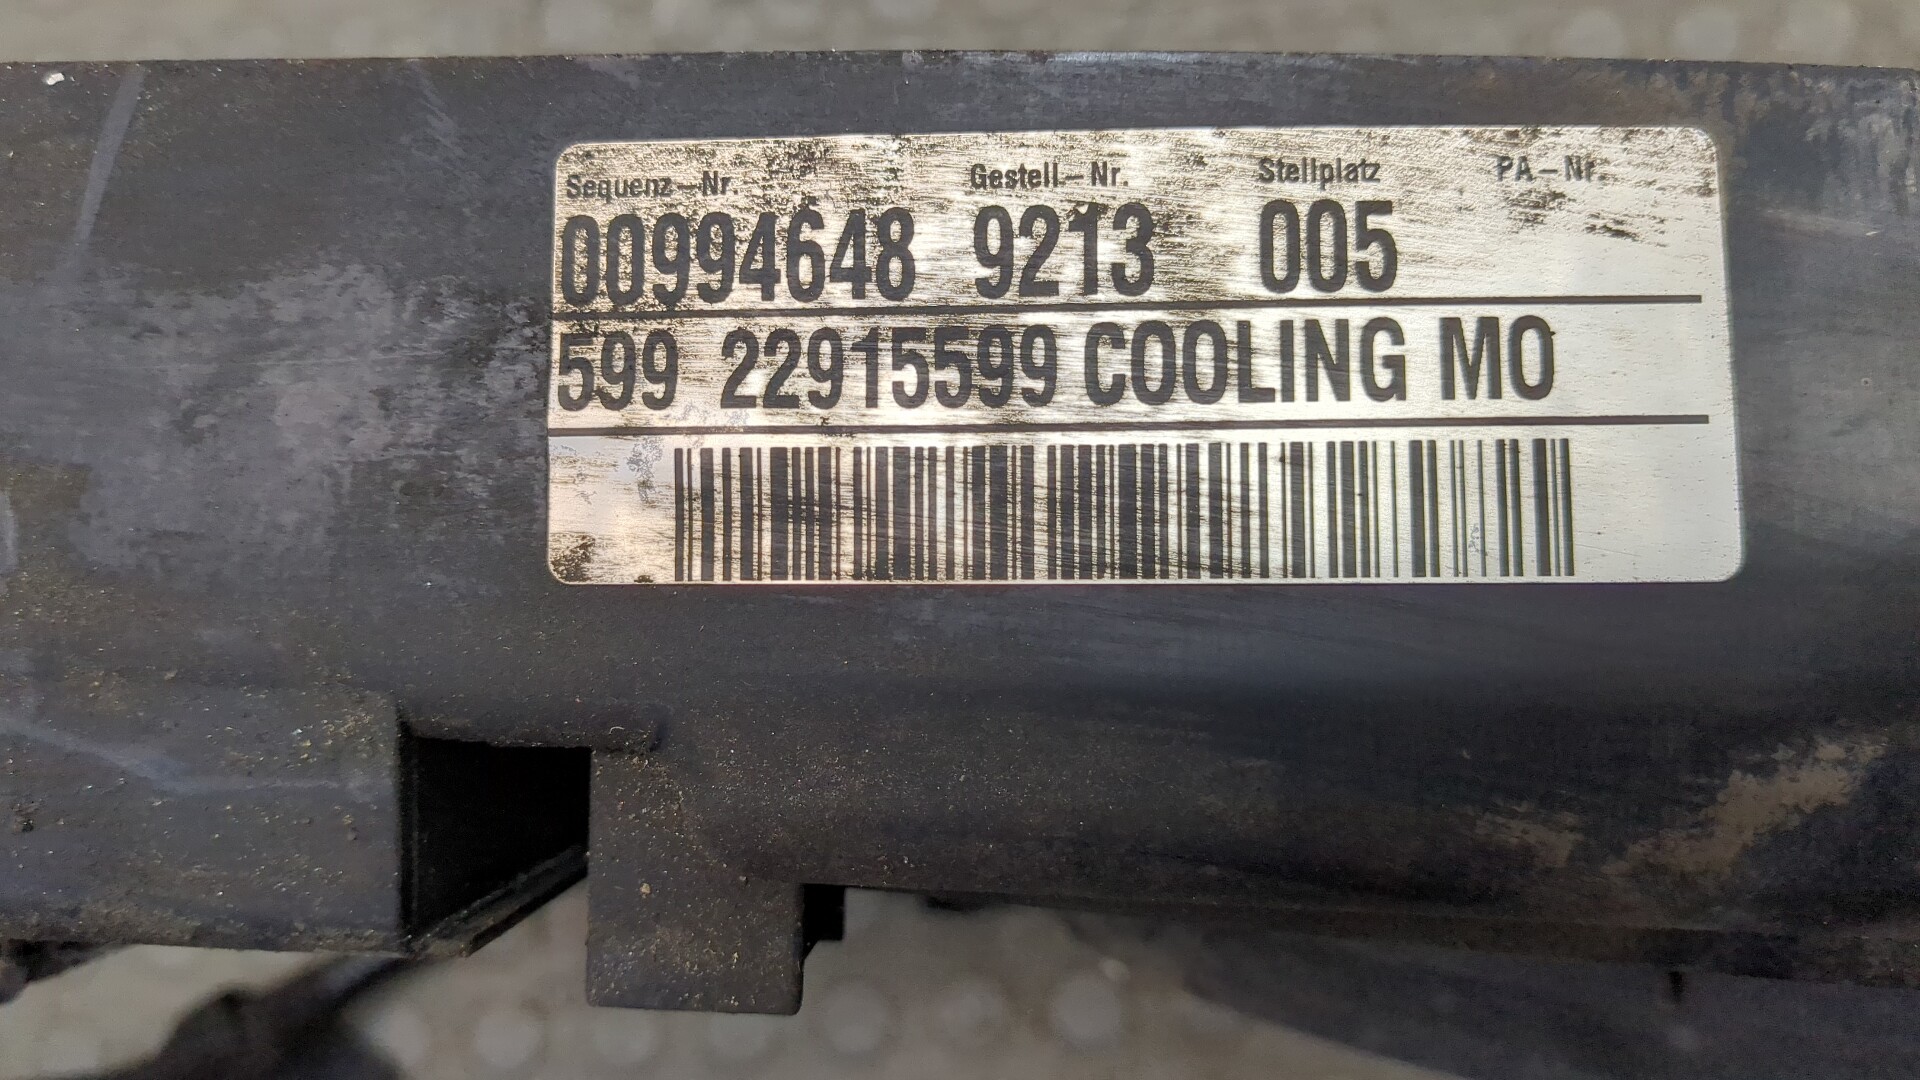 Sequenz-Nr. Gestell.-Nr. Stellplatz PA-Nr.
00994648 9213 005
599 22915599 COOLING MO